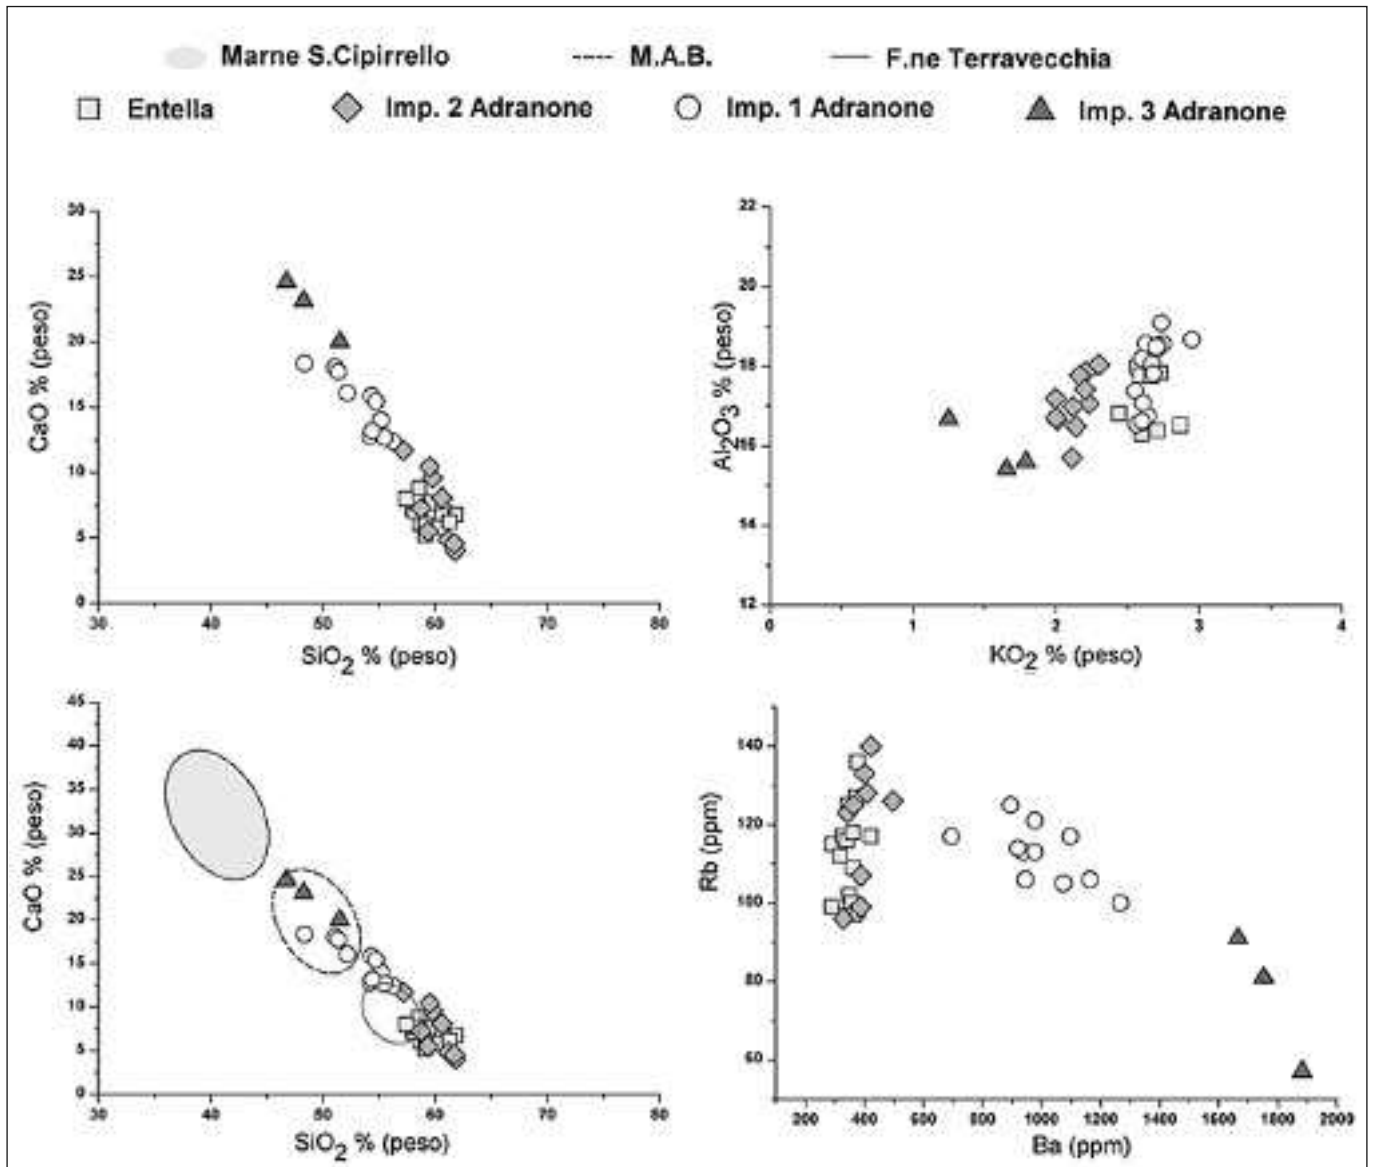 Marne S.Cipirrello M.A.B. F.ne Terravecchia
Entella Imp. 2 Adranone Imp. 1 Adranone Imp. 3 Adranone
30
25
20
15
10
5
0
CaO % (peso)
30 40 50 60 70 80
SiO2 % (peso)
22
20
18
16
14
12
Al2O3 % (peso)
0 1 2 3 4
KO2 % (peso)
45
40
35
30
25
20
15
10
5
0
CaO % (peso)
30 40 50 60 70 80
SiO2 % (peso)
140
120
100
80
60
Rb (ppm)
200 400 600 800 1000 1200 1400 1600 1800 2000
Ba (ppm)